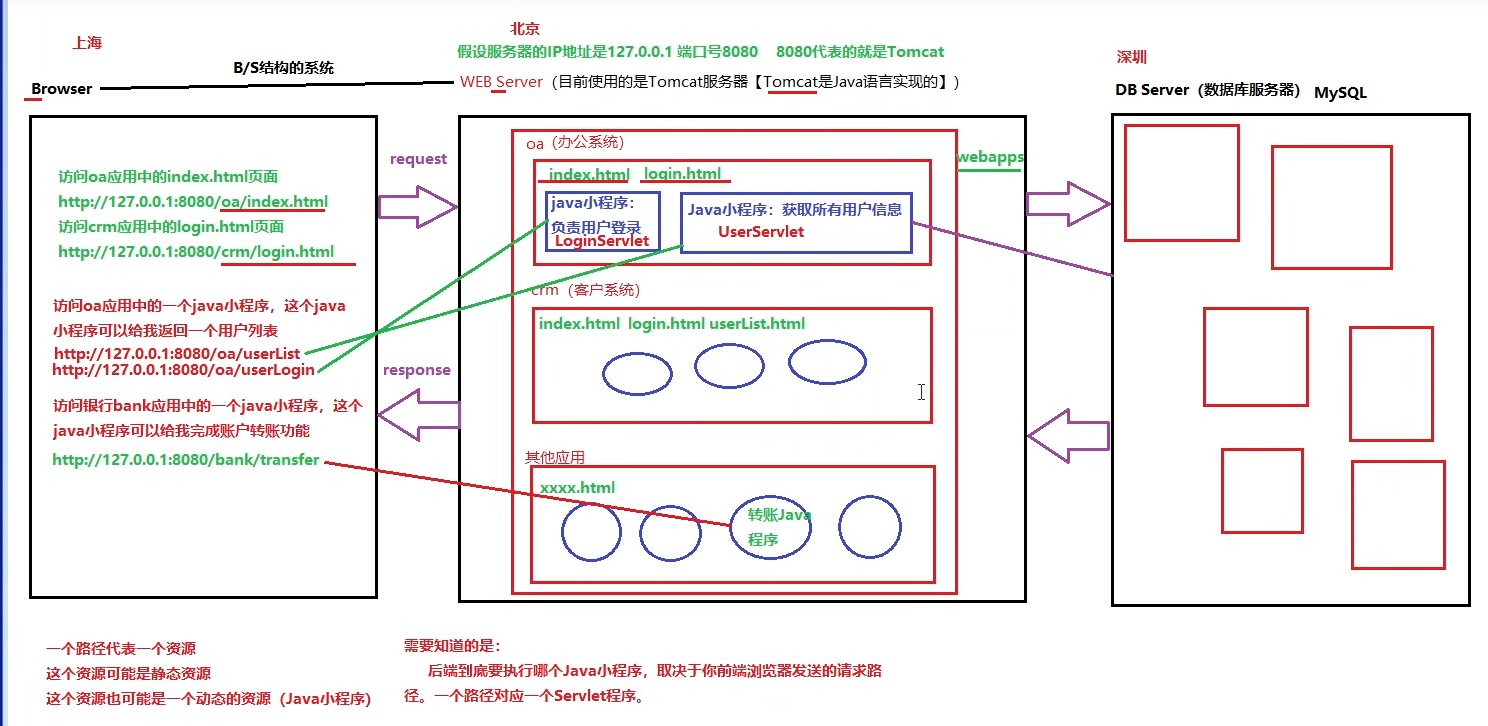 上海
北京
假设服务器的IP地址是127.0.0.1 端口号8080 8080代表的就是Tomcat
B/S结构的系统
Browser
WEB Server（目前使用的是Tomcat服务器【Tomcat是Java语言实现的】）
深圳
DB Server（数据库服务器） MySQL
访问oa应用中的index.html页面
http://127.0.0.1:8080/oa/index.html
访问crm应用中的login.html页面
http://127.0.0.1:8080/crm/login.html
访问oa应用中的一个java小程序，这个java
小程序可以给我返回一个用户列表
http://127.0.0.1:8080/oa/userList
http://127.0.0.1:8080/oa/userLogin
访问银行bank应用中的一个java小程序，这个
java小程序可以给我完成账户转账功能
http://127.0.0.1:8080/bank/transfer
request
response
oa（办公系统）
webapps
index.html login.html
java小程序：
负责用户登录
LoginServlet
Java小程序：获取所有用户信息
UserServlet
crm（客户系统）
index.html login.html userList.html
其他应用
xxxx.html
转账Java
程序
一个路径代表一个资源
这个资源可能是静态资源
这个资源也可能是一个动态的资源（Java小程序）
需要知道的是：
后端到底要执行哪个Java小程序，取决于你前端浏览器发送的请求路
径。一个路径对应一个Servlet程序。